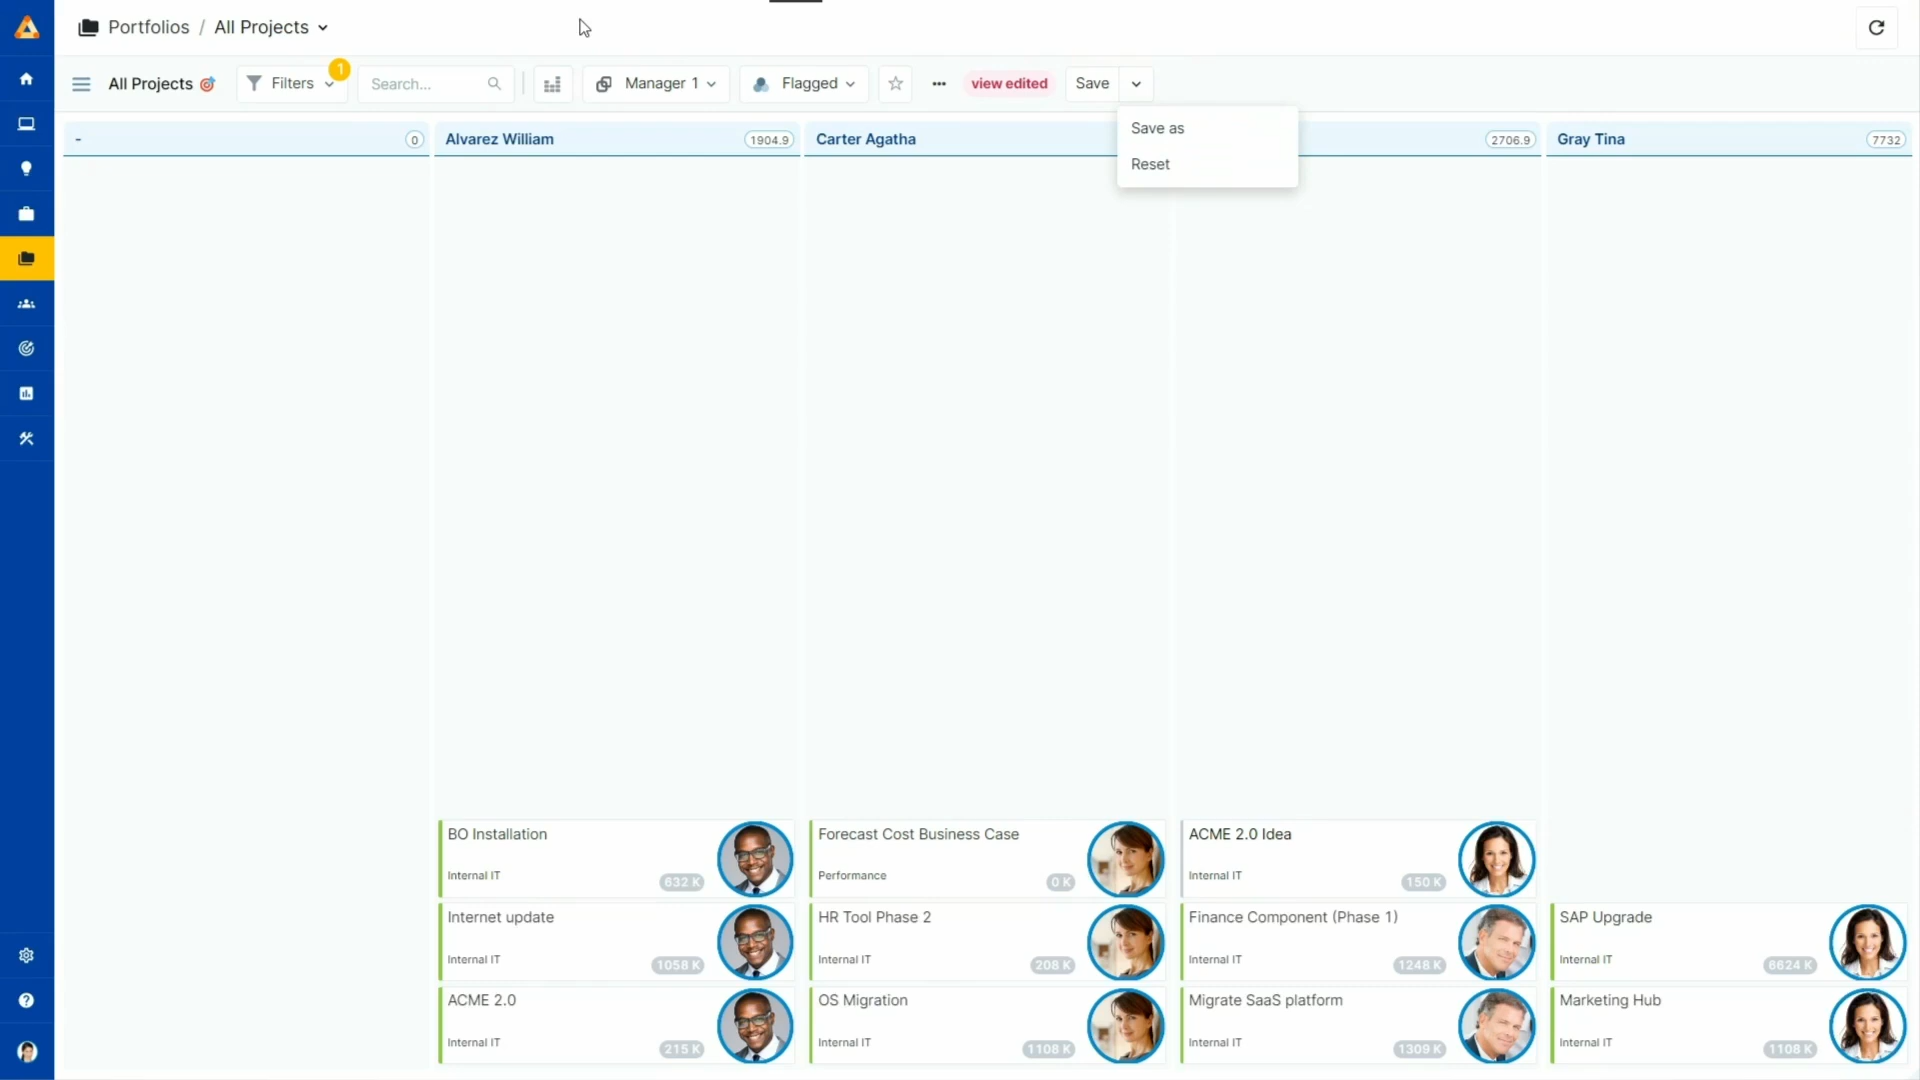 Portfolios / All Projects
All Projects Filters 1 Search... Manager 1 Flagged ••• view edited Save
Save as
Reset
- 0 Alvarez William 1904.9 Carter Agatha 2706.9 Gray Tina 7732
BO Installation
Internal IT 632 K
Forecast Cost Business Case
Performance 0 K
ACME 2.0 Idea
Internal IT 150 K
Internet update
Internal IT 1058 K
HR Tool Phase 2
Internal IT 208 K
Finance Component (Phase 1)
Internal IT 1248 K
SAP Upgrade
Internal IT 6624 K
ACME 2.0
Internal IT 215 K
OS Migration
Internal IT 1108 K
Migrate SaaS platform
Internal IT 1309 K
Marketing Hub
Internal IT 1108 K